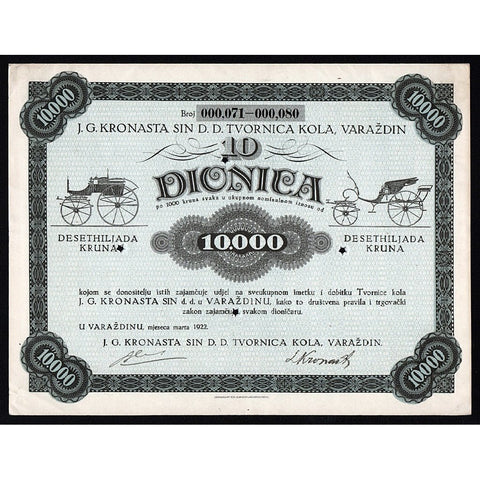 10.000
10.000
Broj 000,071—000,080
J. G. KRONASTA SIN D. D. TVORNICA KOLA, VARAŽDIN
10
DIONICA
po 1000 kruna svaka u ukupnom nominalnom iznosu od
DESETHILJADA
KRUNA
10.000
DESETHILJADA
KRUNA
kojom se donositelju istih zajamčuje udjel na sveukupnom imetku i dobitku Tvornice kola
J. G. KRONASTA SIN d. d. u VARAŽDINU, kako to društvena pravila i trgovački
zakon zajamčuje svakom dioničaru.
U VARAŽDINU, mjeseca marta 1922.
J. G. KRONASTA SIN D. D. TVORNICA KOLA, VARAŽDIN.
L Kronast
10.000
10.000